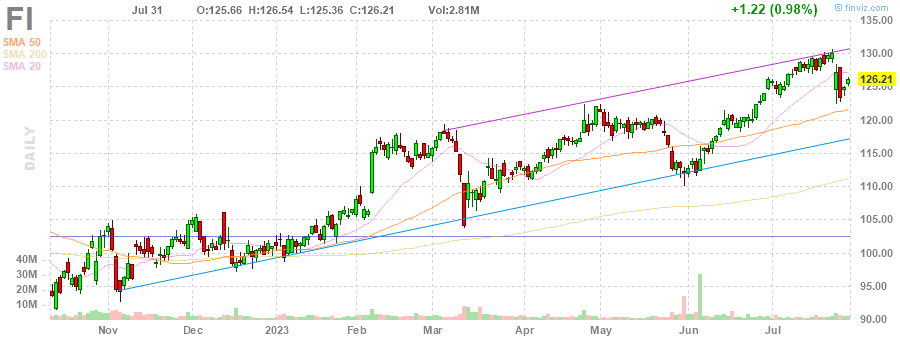 FI Jul 31 O:125.66 H:126.54 L:125.36 C:126.21 Vol:2.81M +1.22 (0.98%) @ finviz.com
SMA 50
SMA 200
SMA 20
DAILY
135.00
130.00
126.21
125.00
120.00
115.00
110.00
105.00
100.00
95.00
90.00
40M
30M
20M
10M
Nov Dec 2023 Feb Mar Apr May Jun Jul